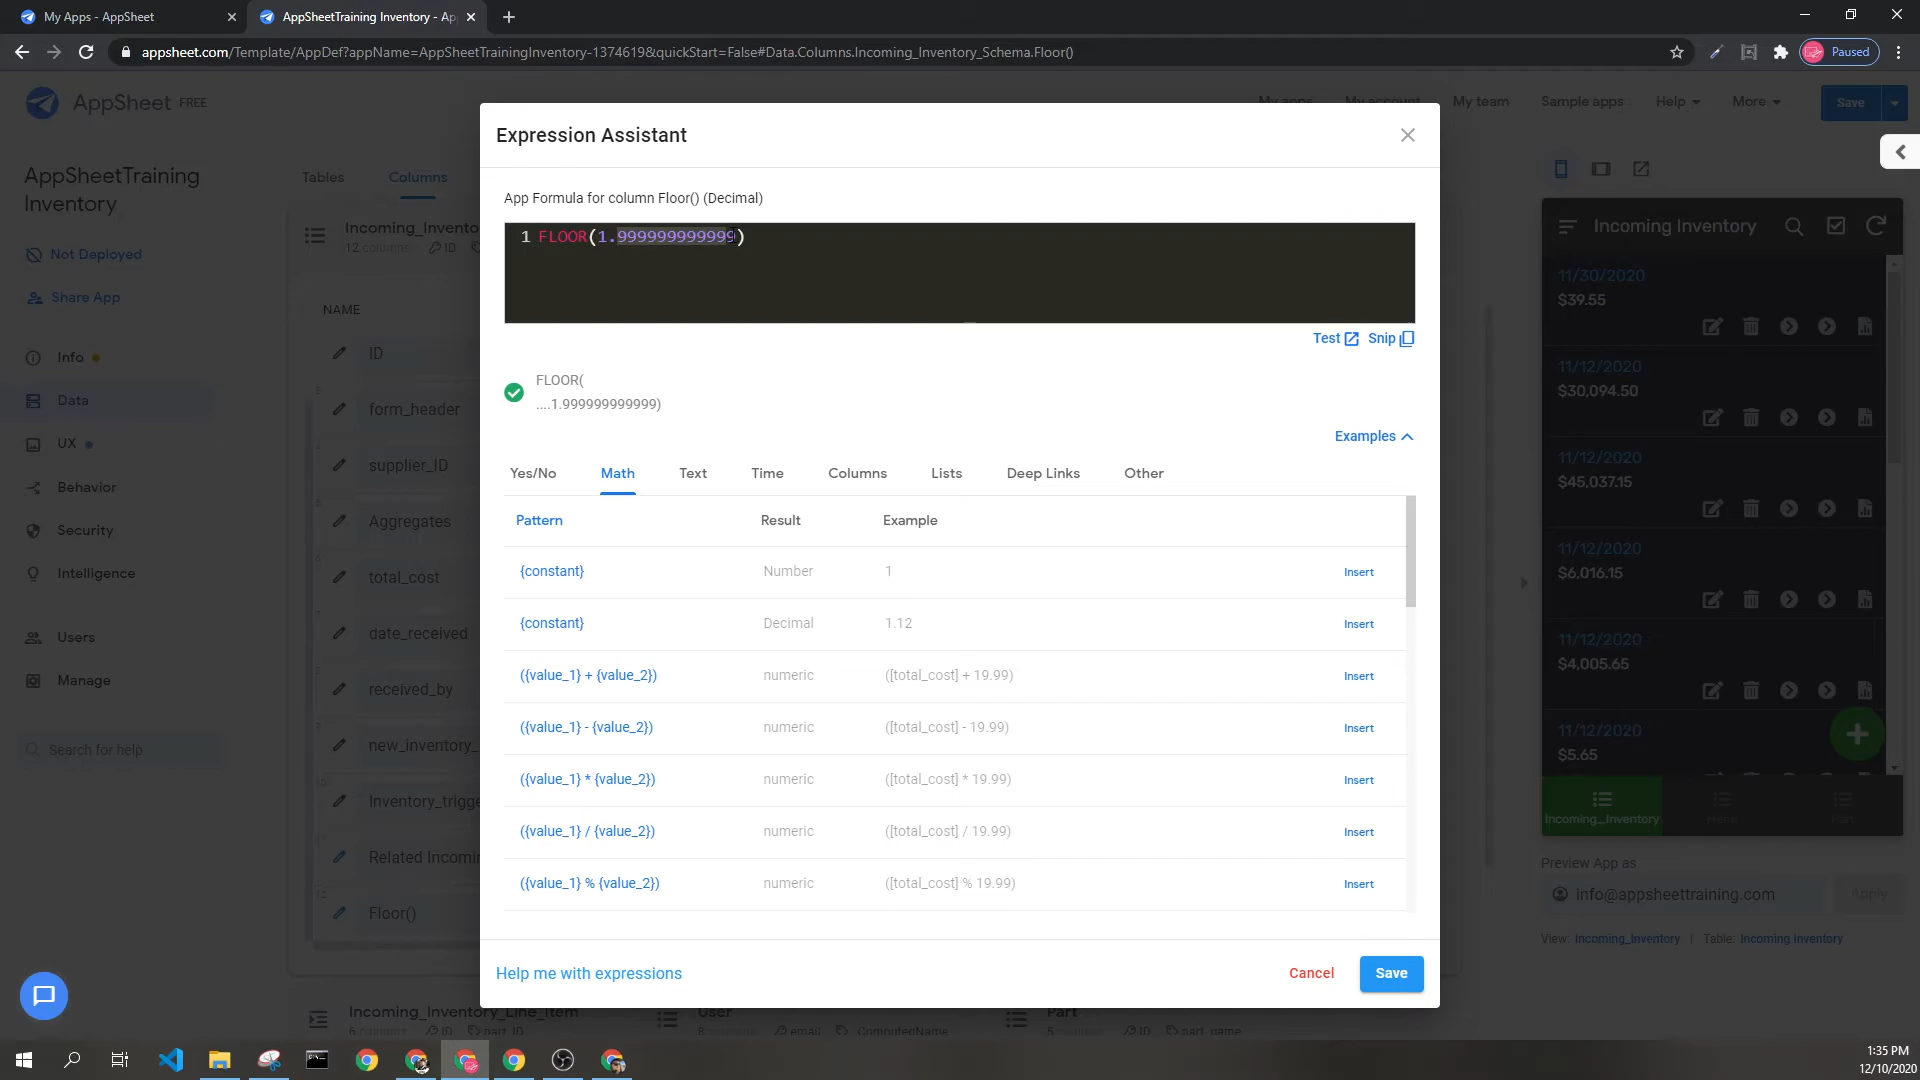 My Apps - AppSheet
AppSheetTraining Inventory - Ap
appsheet.com/Template/AppDef?appName=AppSheetTrainingInventory-1374619&quickStart=False#Data.Columns.Incoming_Inventory_Schema.Floor()
Paused
AppSheet FREE
My apps
My account
My team
Sample apps
Help
More
Save
AppSheetTraining
Inventory
Not Deployed
Share App
Info
Data
UX
Behavior
Security
Intelligence
Users
Manage
Search for help
Tables
Columns
Incoming_Invento
12 columns
ID
NAME
ID
form_header
supplier_ID
Aggregates
total_cost
date_received
received_by
new_inventory_
Inventory_trigge
Related Incomi
Floor()
Expression Assistant
App Formula for column Floor() (Decimal)
1 FLOOR(1.999999999999)
Test
Snip
FLOOR(
....1.999999999999)
Examples
Yes/No
Math
Text
Time
Columns
Lists
Deep Links
Other
Pattern
Result
Example
{constant}
Number
1
Insert
{constant}
Decimal
1.12
Insert
({value_1} + {value_2})
numeric
([total_cost] + 19.99)
Insert
({value_1} - {value_2})
numeric
([total_cost] - 19.99)
Insert
({value_1} * {value_2})
numeric
([total_cost] * 19.99)
Insert
({value_1} / {value_2})
numeric
([total_cost] / 19.99)
Insert
({value_1} % {value_2})
numeric
([total_cost] % 19.99)
Insert
Help me with expressions
Cancel
Save
Incoming_Inventory_Line_Item
ID
part_ID
User
email
ComputedName
Part
ID
part_name
Incoming Inventory
11/30/2020
$39.55
11/12/2020
$30,094.50
11/12/2020
$45,037.15
11/12/2020
$6,016.15
11/12/2020
$4,005.65
11/12/2020
$5.65
Incoming_Inventory
Part
Preview App as
info@appsheettraining.com
Apply
View: Incoming_Inventory | Table: Incoming Inventory
1:35 PM
12/10/2020